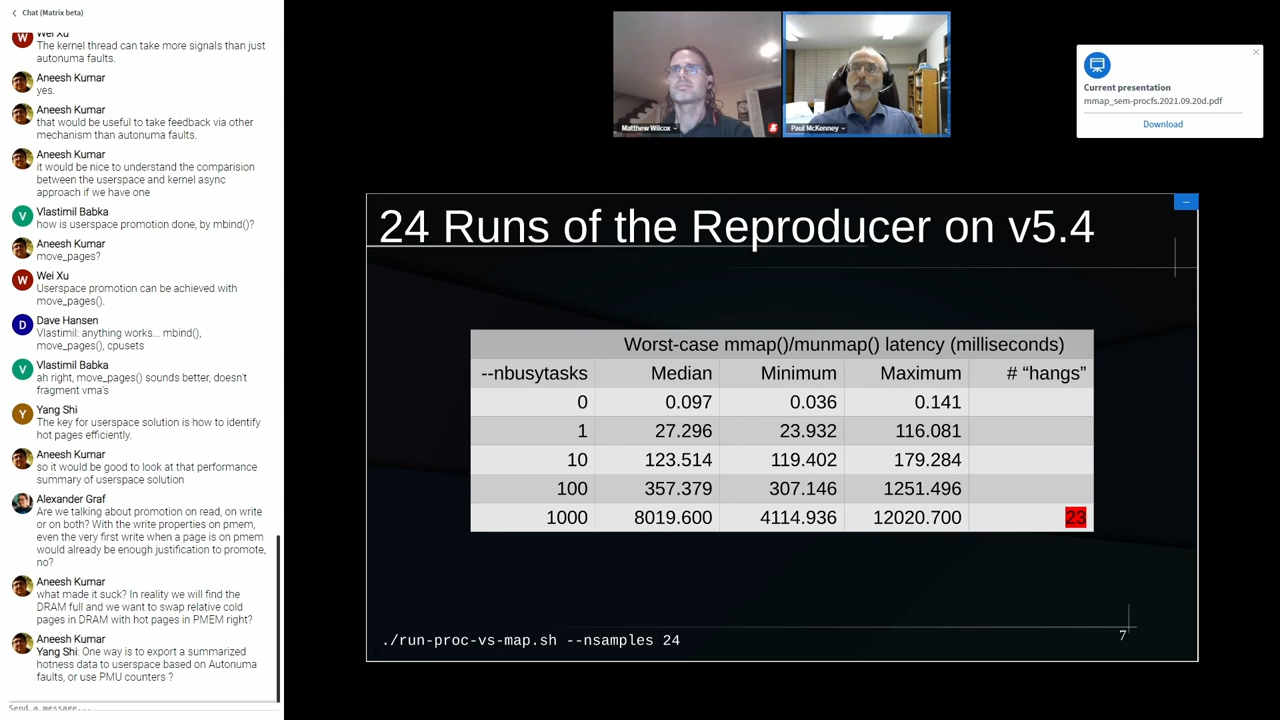 Chat (Matrix beta)
W
Wei Xu
The kernel thread can take more signals than just
autonuma faults.
Aneesh Kumar
yes.
Aneesh Kumar
that would be useful to take feedback via other
mechanism than autonuma faults.
Aneesh Kumar
it would be nice to understand the comparision
between the userspace and kernel async
approach if we have one
V
Vlastimil Babka
how is userspace promotion done, by mbind()?
Aneesh Kumar
move_pages?
W
Wei Xu
Userspace promotion can be achieved with
move_pages().
D
Dave Hansen
Vlastimil: anything works... mbind(),
move_pages(), cpusets
V
Vlastimil Babka
ah right, move_pages() sounds better, doesn't
fragment vma's
Y
Yang Shi
The key for userspace solution is how to identify
hot pages efficiently.
Aneesh Kumar
so it would be good to look at that performance
summary of userspace solution
Alexander Graf
Are we talking about promotion on read, on write
or on both? With the write properties on pmem,
even the very first write when a page is on pmem
would already be enough justification to promote,
no?
Aneesh Kumar
what made it suck? In reality we will find the
DRAM full and we want to swap relative cold
pages in DRAM with hot pages in PMEM right?
Aneesh Kumar
Yang Shi: One way is to export a summarized
hotness data to userspace based on Autonuma
faults, or use PMU counters ?
Send a message...
Matthew Wilcox
Paul McKenney
Current presentation
mmap_sem-procfs.2021.09.20d.pdf
Download
24 Runs of the Reproducer on v5.4
Worst-case mmap()/munmap() latency (milliseconds)
--nbusytasks Median Minimum Maximum # “hangs”
0 0.097 0.036 0.141
1 27.296 23.932 116.081
10 123.514 119.402 179.284
100 357.379 307.146 1251.496
1000 8019.600 4114.936 12020.700 23
./run-proc-vs-map.sh --nsamples 24
7